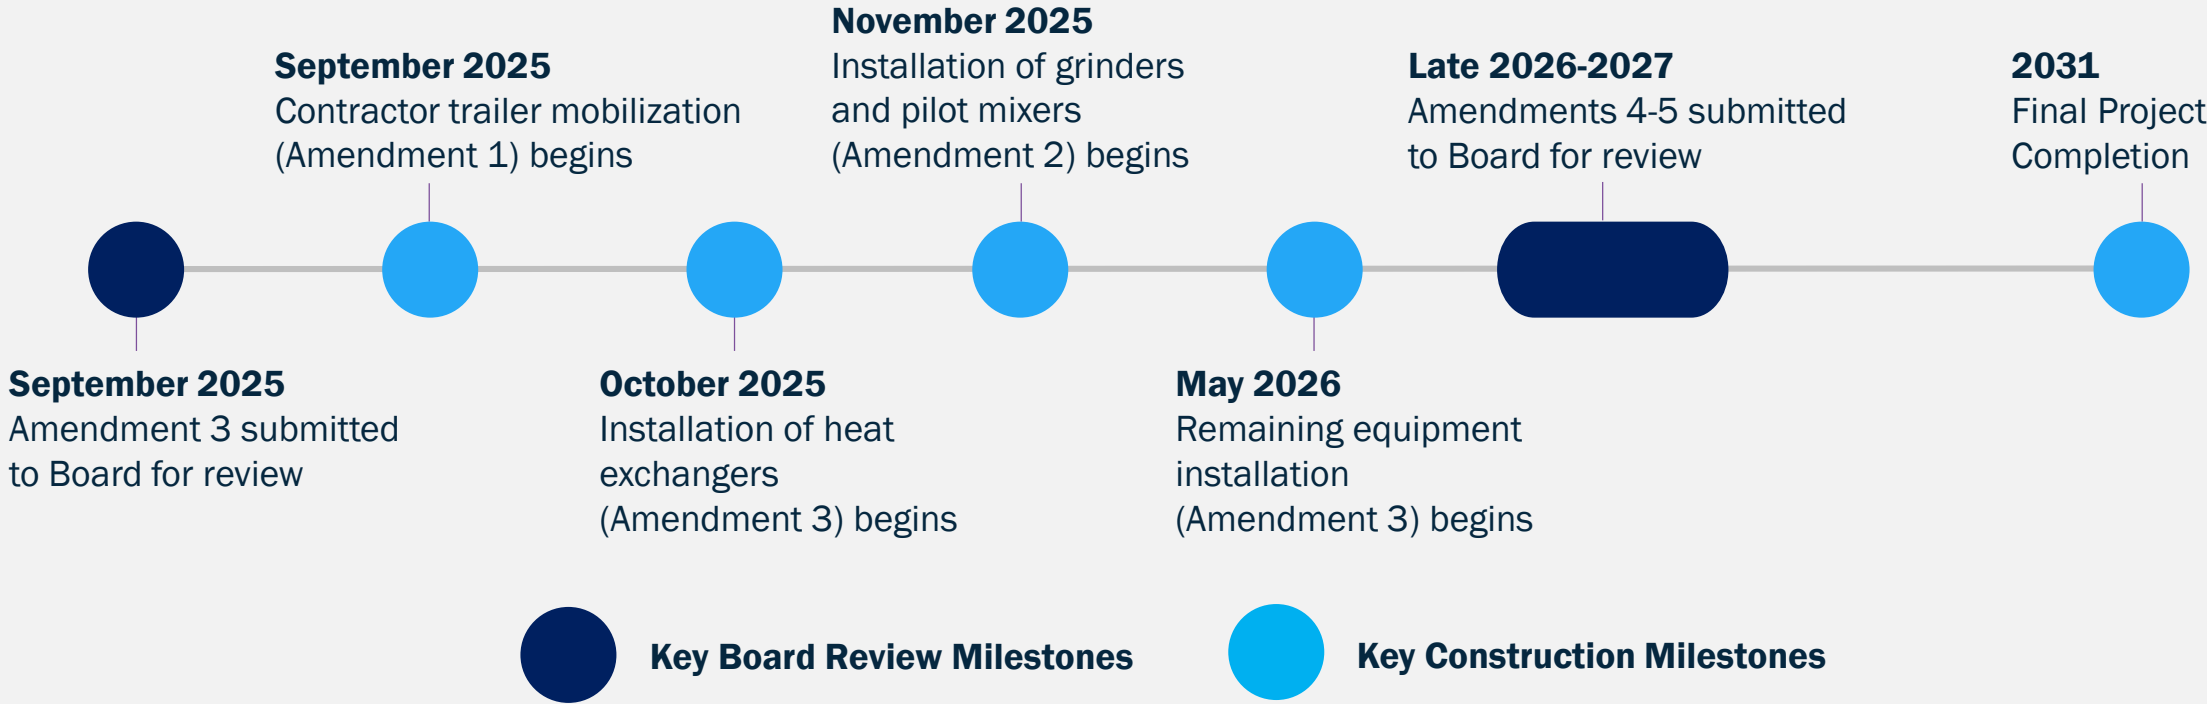 September 2025
Amendment 3 submitted
to Board for review
September 2025
Contractor trailer mobilization
(Amendment 1) begins
October 2025
Installation of heat
exchangers
(Amendment 3) begins
November 2025
Installation of grinders
and pilot mixers
(Amendment 2) begins
May 2026
Remaining equipment
installation
(Amendment 3) begins
Late 2026-2027
Amendments 4-5 submitted
to Board for review
2031
Final Project
Completion
Key Board Review Milestones
Key Construction Milestones